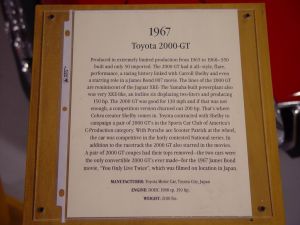 1967
Toyota 2000-GT
Produced in extremely limited production from 1965 to 1966–350
built and only 50 imported. The 2000 GT had it all–style, flare,
performance, a racing history linked with Carroll Shelby and even
a starring role in a James Bond 007 movie. The lines of the 2000 GT
are reminiscent of the Jaguar XKE. The Yamaha built powerplant also
was very XKE-like, an inline six displacing two-liters and producing
150 hp. The 2000 GT was good for 130 mph and if that was not
enough, a competition version churned out 200 hp. That's where
Cobra creator Shelby comes in. Toyota contracted with Shelby to
campaign a pair of 2000 GT's in the Sports Car Club of America's
C-Production category. With Porsche ace Scooter Patrick at the wheel,
the car was competitive in the hotly contested National series. In
addition to the racetrack the 2000 GT also starred in the movies.
A pair of 2000 GT coupes had their tops removed–the two cars were
the only convertible 2000 GT's ever made–for the 1967 James Bond
movie, "You Only Live Twice", which was filmed on location in Japan.
MANUFACTURER: Toyota Motor Car, Toyota City, Japan
ENGINE: DOHC 1988 cp. 150 hp.
WEIGHT: lbs.